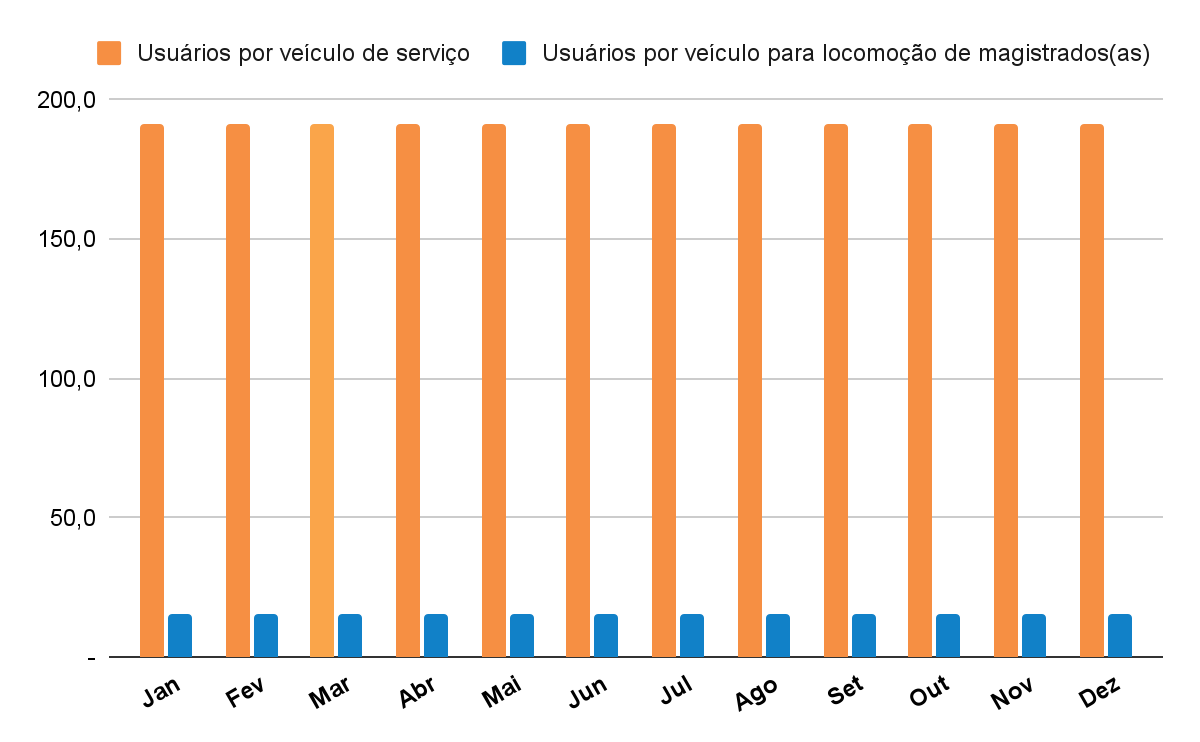 Usuários por veículo de serviço Usuários por veículo para locomoção de magistrados(as)
200,0
150,0
100,0
50,0
-
Jan Fev Mar Abr Mai Jun Jul Ago Set Out Nov Dez